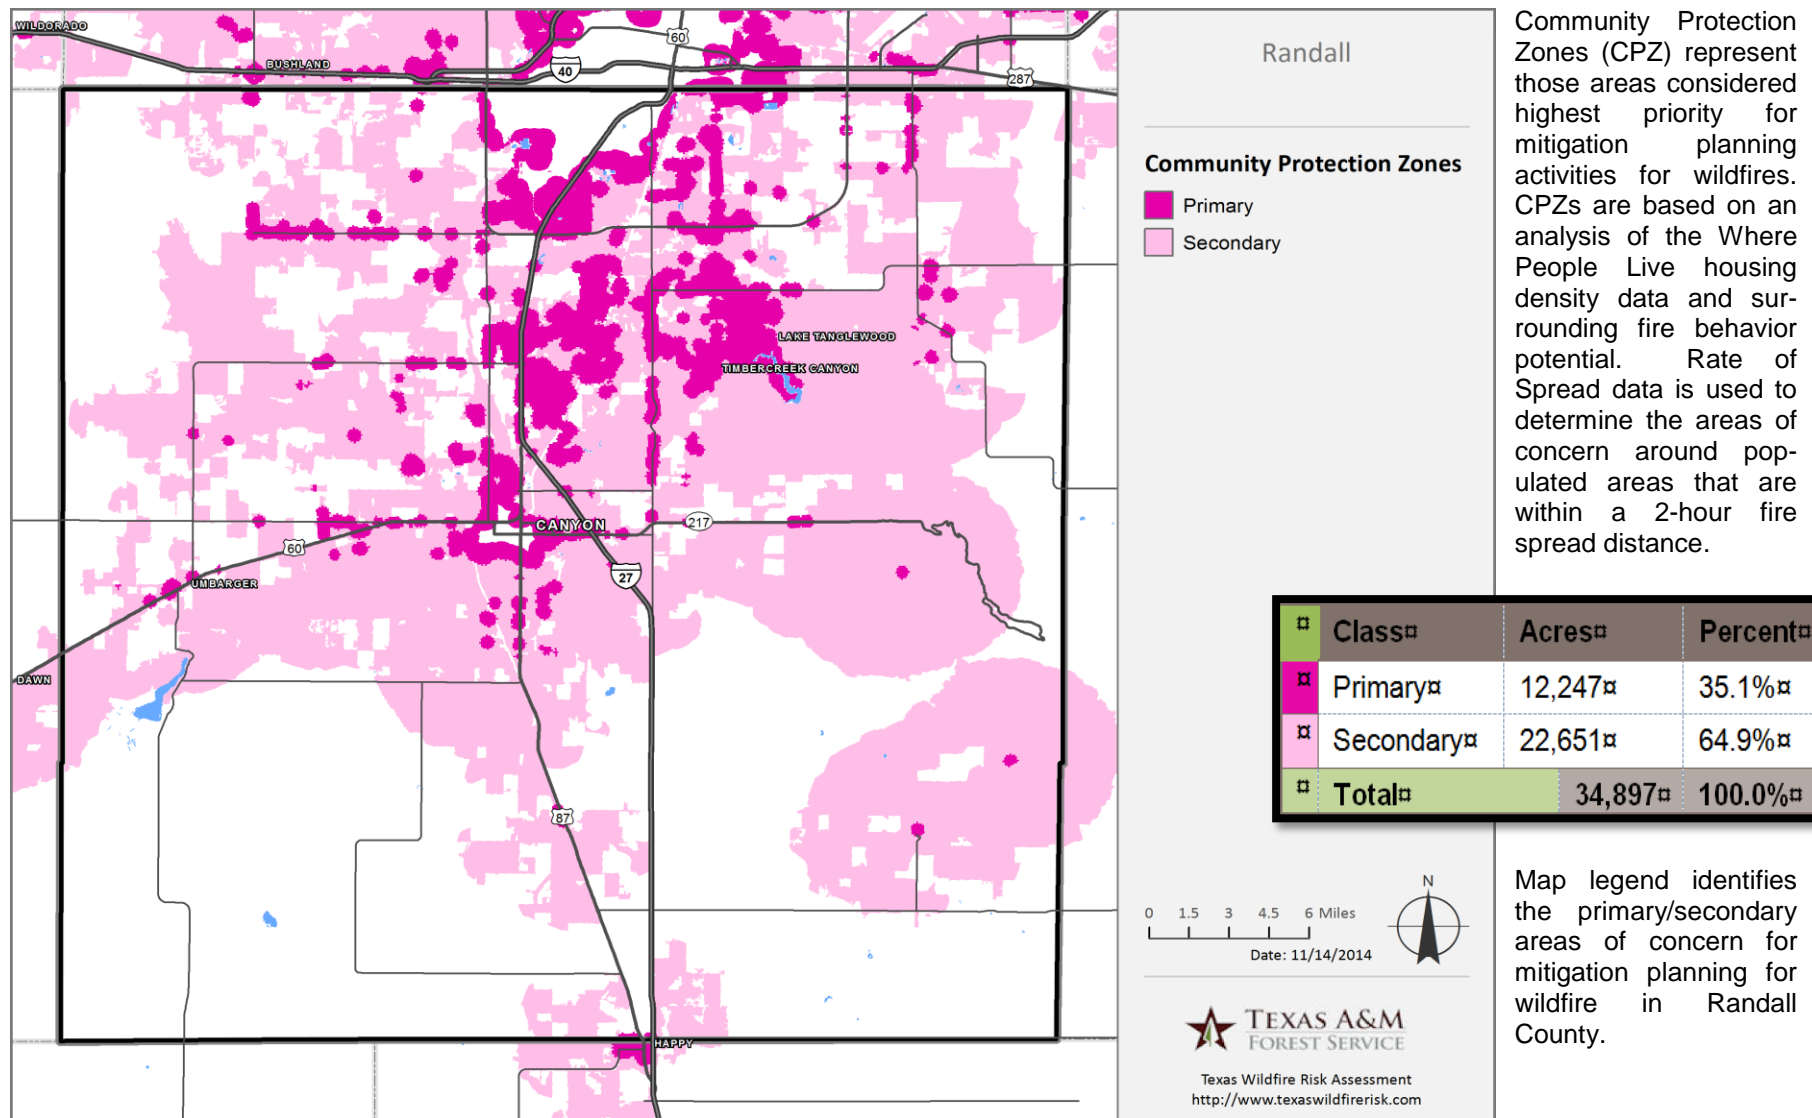 WILDORADO
BUSHLAND
60
40
287
LAKE TANGLEWOOD
TIMBERCREEK CANYON
CANYON
217
60
27
UMBARGER
DAWN
87
HAPPY
Randall
Community Protection Zones
Primary
Secondary
0 1.5 3 4.5 6 Miles
N
Date: 11/14/2014
TEXAS A&M
FOREST SERVICE
Texas Wildfire Risk Assessment
http://www.texaswildfirerisk.com
Community Protection
Zones (CPZ) represent
those areas considered
highest priority for
mitigation planning
activities for wildfires.
CPZs are based on an
analysis of the Where
People Live housing
density data and sur-
rounding fire behavior
potential. Rate of
Spread data is used to
determine the areas of
concern around pop-
ulated areas that are
within a 2-hour fire
spread distance.
¤ Class¤ Acres¤ Percent¤
¤ Primary¤ 12,247¤ 35.1%¤
¤ Secondary¤ 22,651¤ 64.9%¤
¤ Total¤ 34,897¤ 100.0%¤
Map legend identifies
the primary/secondary
areas of concern for
mitigation planning for
wildfire in Randall
County.